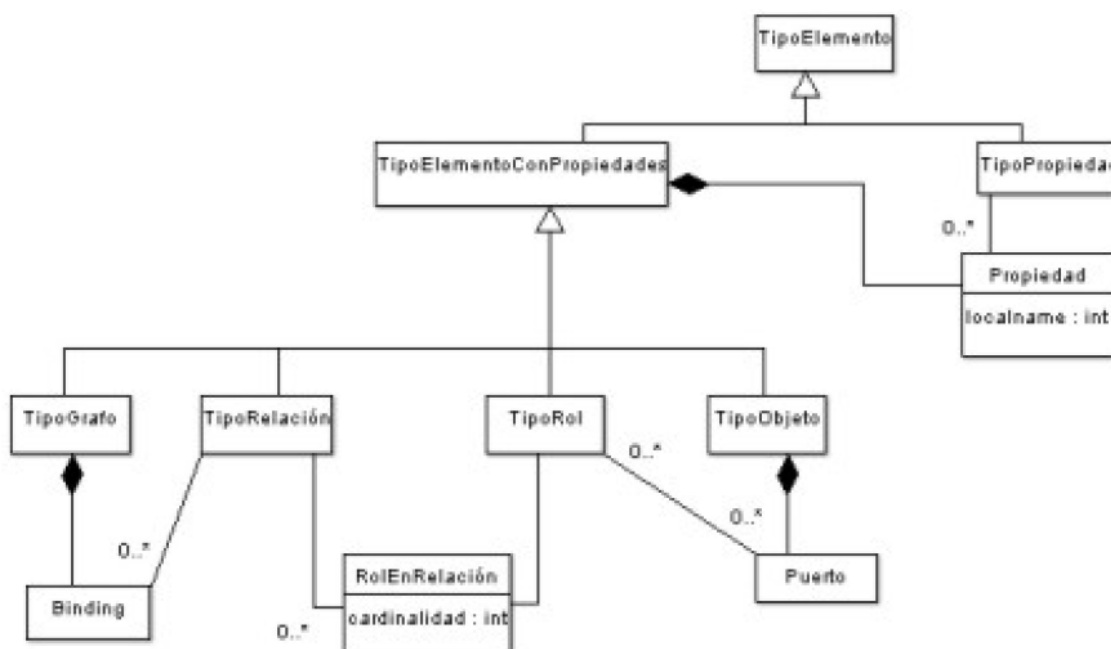 TipoElemento
TipoElementoConPropiedades
TipoPropiedad
0..*
Propiedad
localname : int
TipoGrafo
TipoRelación
TipoRol
TipoObjeto
0..*
0..*
0..*
RolEnRelación
cardinalidad : int
0..*
Puerto
Binding